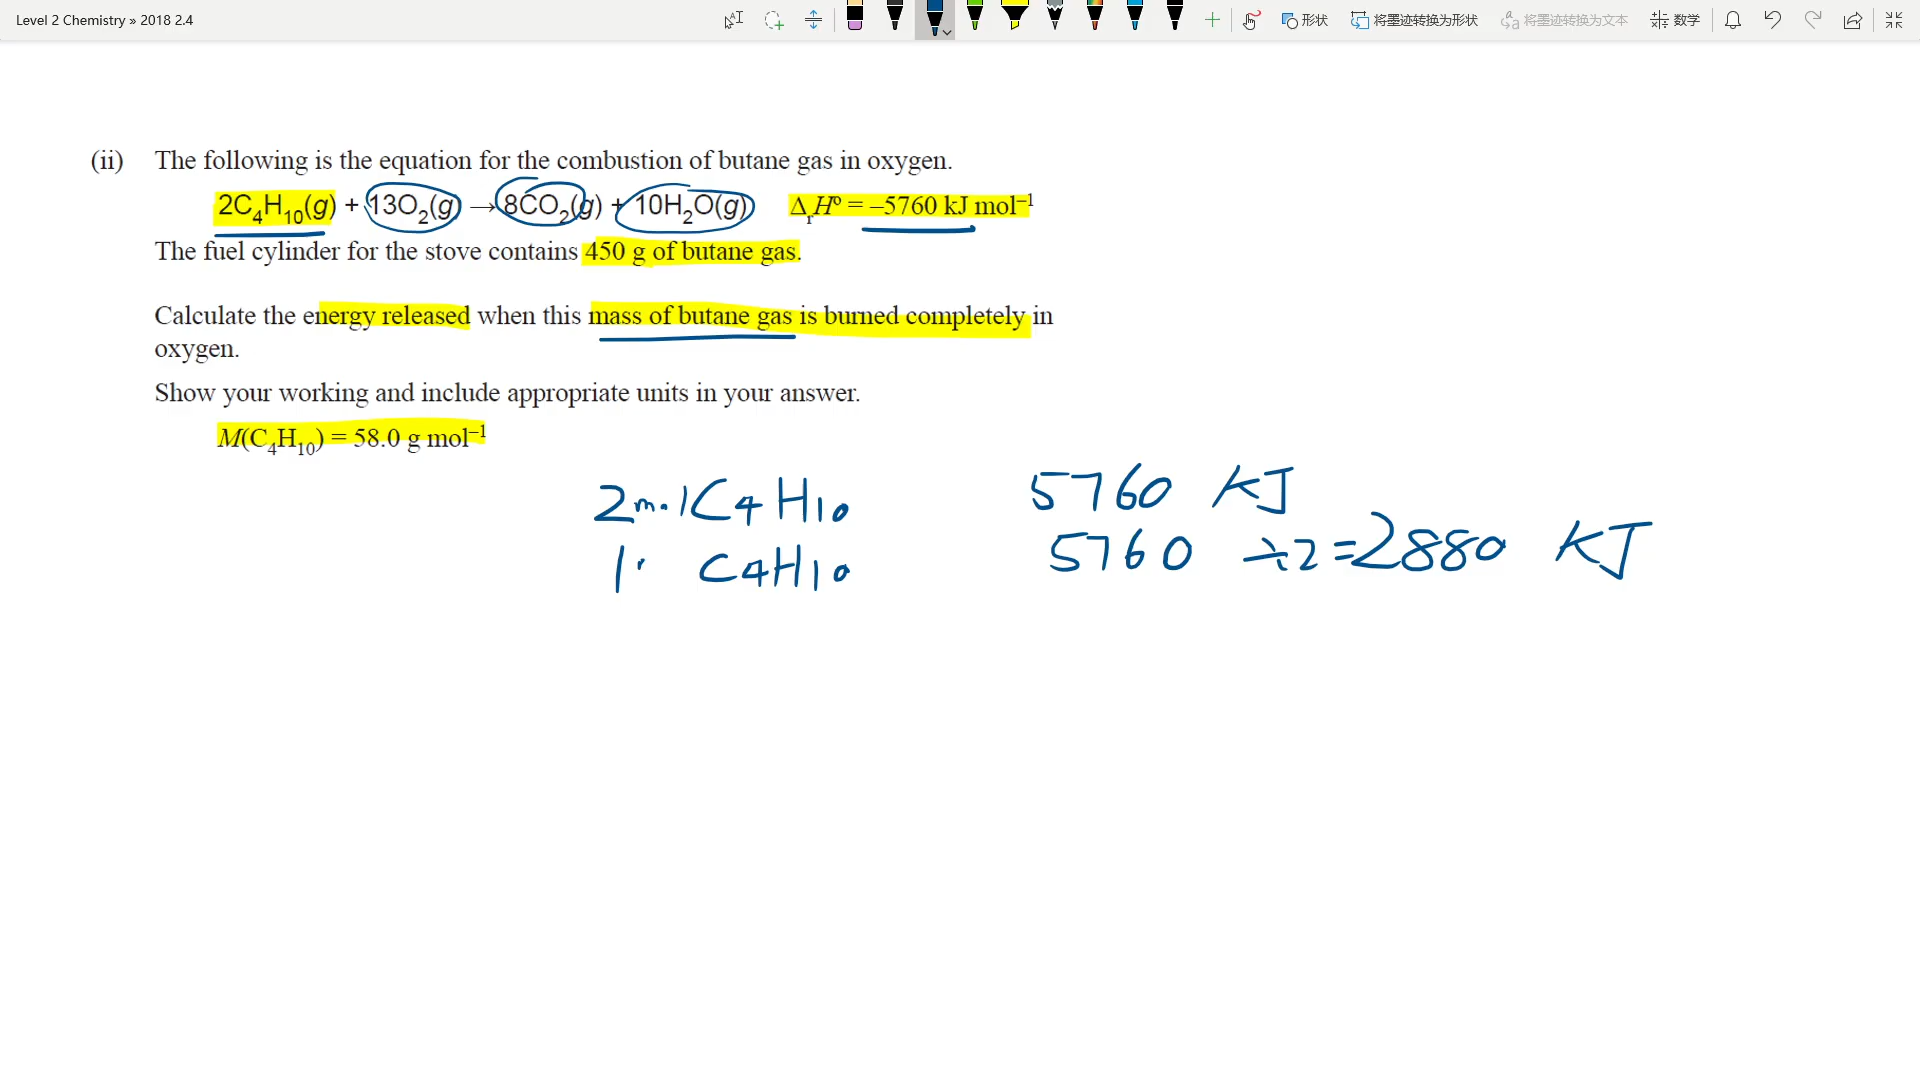 Level 2 Chemistry » 2018 2.4
形状 将墨迹转换为形状 将墨迹转换为文本 数学
(ii) The following is the equation for the combustion of butane gas in oxygen.
2C₄H₁₀(g) + 13O₂(g) → 8CO₂(g) + 10H₂O(g) ΔᵣHº = –5760 kJ mol⁻¹
The fuel cylinder for the stove contains 450 g of butane gas.
Calculate the energy released when this mass of butane gas is burned completely in
oxygen.
Show your working and include appropriate units in your answer.
M(C₄H₁₀) = 58.0 g mol⁻¹
2mol C4H10 5760 KJ
1 C4H10 5760 ÷2=2880 KJ